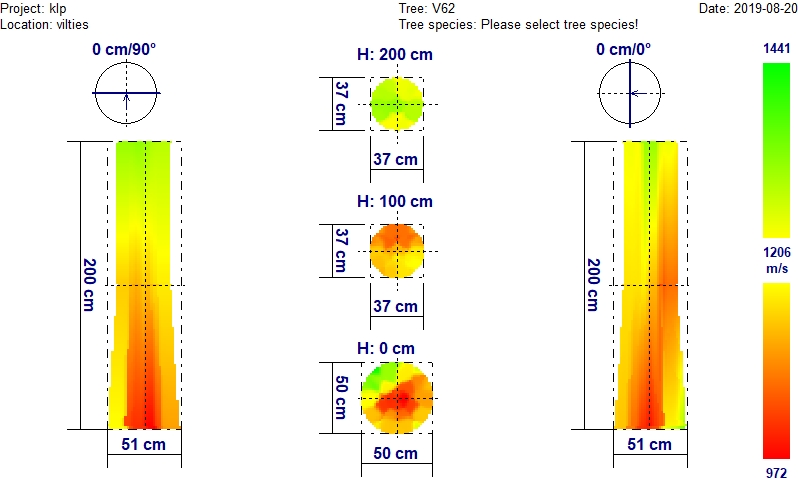 Project: klp
Tree: V62
Date: 2019-08-20
Location: vilties
Tree species: Please select tree species!
0 cm/90°
H: 200 cm
0 cm/0°
1441
37 cm
37 cm
H: 100 cm
37 cm
37 cm
200 cm
200 cm
1206
m/s
H: 0 cm
50 cm
50 cm
51 cm
51 cm
972